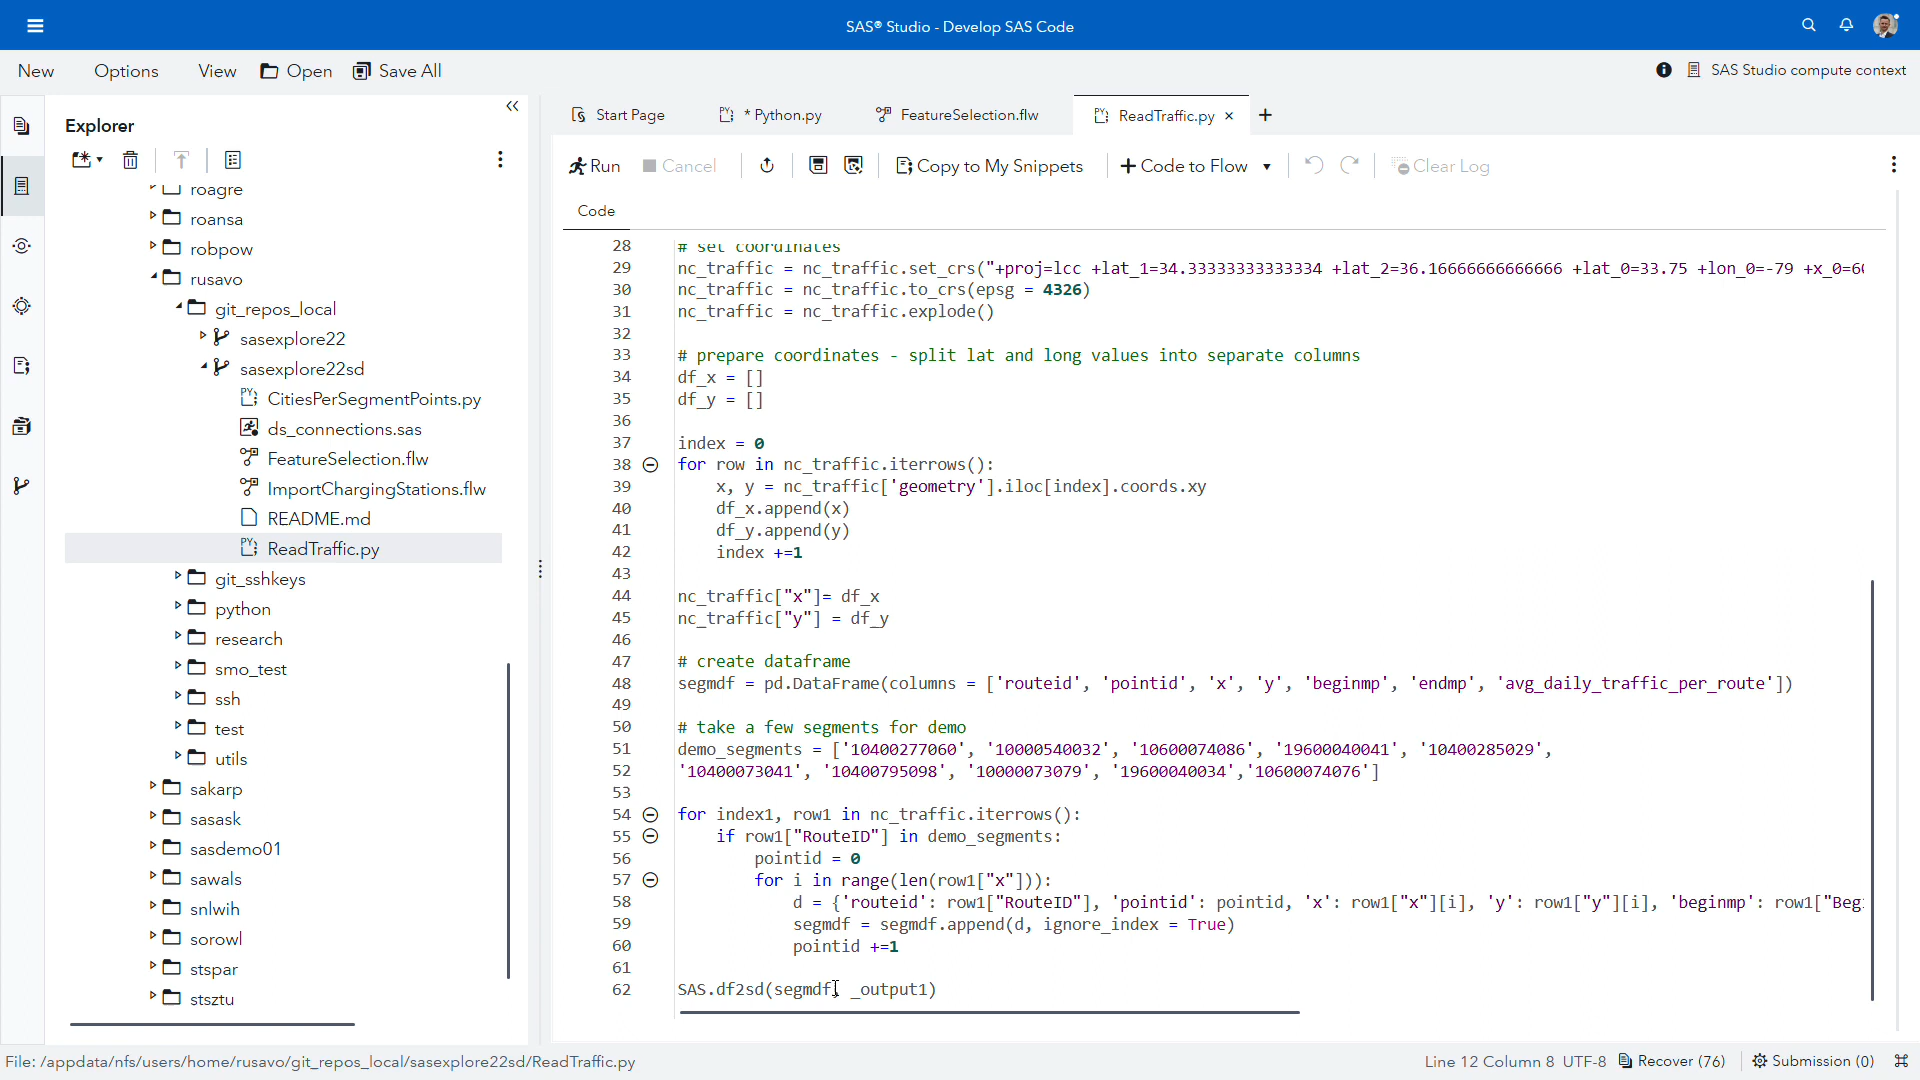 SAS® Studio - Develop SAS Code
New Options View Open Save All
SAS Studio compute context
Explorer
roagre
roansa
robpow
rusavo
git_repos_local
sasexplore22
sasexplore22sd
CitiesPerSegmentPoints.py
ds_connections.sas
FeatureSelection.flw
ImportChargingStations.flw
README.md
ReadTraffic.py
git_sshkeys
python
research
smo_test
ssh
test
utils
sakarp
sasask
sasdemo01
sawals
snlwih
sorowl
stspar
stsztu
Start Page * Python.py FeatureSelection.flw ReadTraffic.py
Run Cancel Copy to My Snippets Code to Flow Clear Log
Code
28 # set coordinates
29 nc_traffic = nc_traffic.set_crs("+proj=lcc +lat_1=34.33333333333334 +lat_2=36.16666666666666 +lat_0=33.75 +lon_0=-79 +x_0=60
30 nc_traffic = nc_traffic.to_crs(epsg = 4326)
31 nc_traffic = nc_traffic.explode()
32
33 # prepare coordinates - split lat and long values into separate columns
34 df_x = []
35 df_y = []
36
37 index = 0
38 for row in nc_traffic.iterrows():
39 x, y = nc_traffic['geometry'].iloc[index].coords.xy
40 df_x.append(x)
41 df_y.append(y)
42 index +=1
43
44 nc_traffic["x"]= df_x
45 nc_traffic["y"] = df_y
46
47 # create dataframe
48 segmdf = pd.DataFrame(columns = ['routeid', 'pointid', 'x', 'y', 'beginmp', 'endmp', 'avg_daily_traffic_per_route'])
49
50 # take a few segments for demo
51 demo_segments = ['10400277060', '10000540032', '10600074086', '19600040041', '10400285029',
52 '10400073041', '10400795098', '10000073079', '19600040034','10600074076']
53
54 for index1, row1 in nc_traffic.iterrows():
55 if row1["RouteID"] in demo_segments:
56 pointid = 0
57 for i in range(len(row1["x"])):
58 d = {'routeid': row1["RouteID"], 'pointid': pointid, 'x': row1["x"][i], 'y': row1["y"][i], 'beginmp': row1["Beg
59 segmdf = segmdf.append(d, ignore_index = True)
60 pointid +=1
61
62 SAS.df2sd(segmdf, _output1)
File: /appdata/nfs/users/home/rusavo/git_repos_local/sasexplore22sd/ReadTraffic.py
Line 12 Column 8 UTF-8 Recover (76) Submission (0)